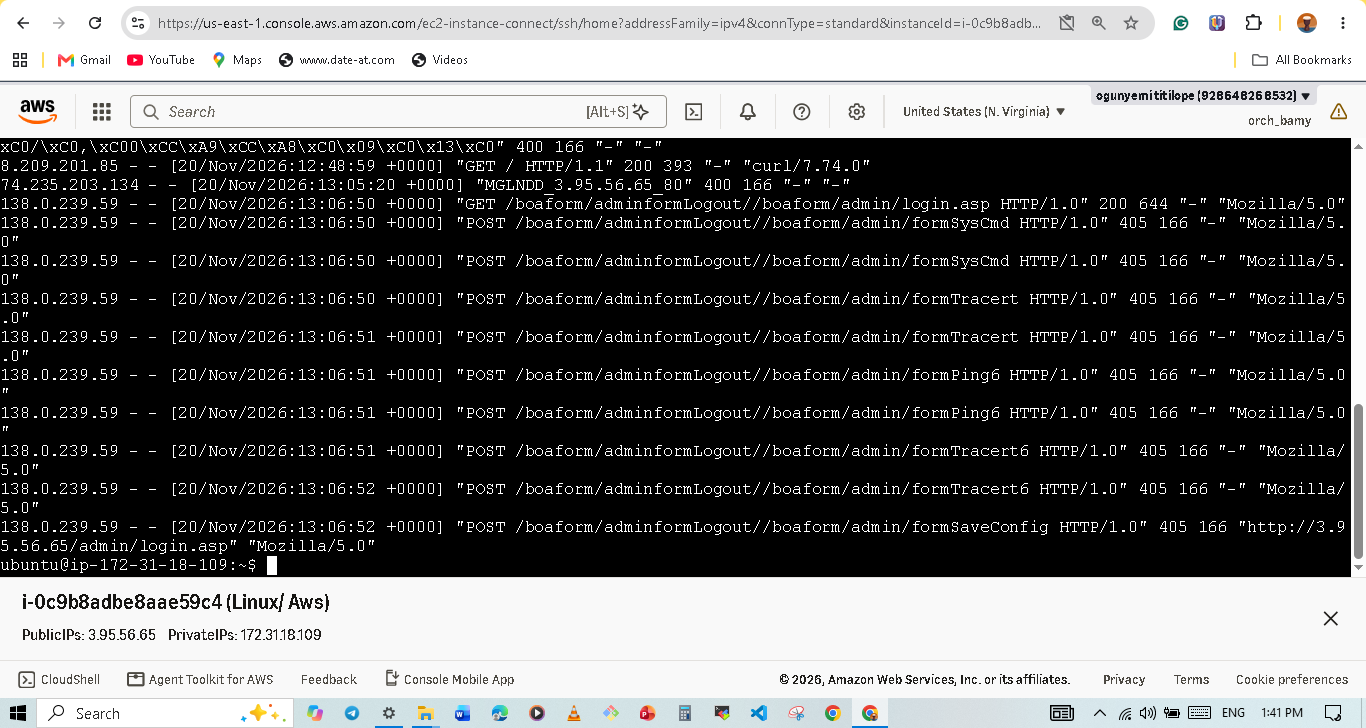 https://us-east-1.console.aws.amazon.com/ec2-instance-connect/ssh/home?addressFamily=ipv4&connType=standard&instanceId=i-0c9b8adb...
Gmail YouTube Maps www.date-at.com Videos All Bookmarks
aws Search [Alt+S] United States (N. Virginia) ▼ ogunyemititilope (928648268532) ▼
orch_bamy
xC0/\xC0,\xC00\xCC\xA9\xCC\xA8\xC0\x09\xC0\x13\xC0" 400 166 "-" "-"
8.209.201.85 - - [20/Nov/2026:12:48:59 +0000] "GET / HTTP/1.1" 200 393 "-" "curl/7.74.0"
74.235.203.134 - - [20/Nov/2026:13:05:20 +0000] "MGLNDD_3.95.56.65_80" 400 166 "-" "-"
138.0.239.59 - - [20/Nov/2026:13:06:50 +0000] "GET /boaform/adminformLogout//boaform/admin/login.asp HTTP/1.0" 200 644 "-" "Mozilla/5.0"
138.0.239.59 - - [20/Nov/2026:13:06:50 +0000] "POST /boaform/adminformLogout//boaform/admin/formSysCmd HTTP/1.0" 405 166 "-" "Mozilla/5.
0"
138.0.239.59 - - [20/Nov/2026:13:06:50 +0000] "POST /boaform/adminformLogout//boaform/admin/formSysCmd HTTP/1.0" 405 166 "-" "Mozilla/5.
0"
138.0.239.59 - - [20/Nov/2026:13:06:50 +0000] "POST /boaform/adminformLogout//boaform/admin/formTracert HTTP/1.0" 405 166 "-" "Mozilla/5
.0"
138.0.239.59 - - [20/Nov/2026:13:06:51 +0000] "POST /boaform/adminformLogout//boaform/admin/formTracert HTTP/1.0" 405 166 "-" "Mozilla/5
.0"
138.0.239.59 - - [20/Nov/2026:13:06:51 +0000] "POST /boaform/adminformLogout//boaform/admin/formPing6 HTTP/1.0" 405 166 "-" "Mozilla/5.0
"
138.0.239.59 - - [20/Nov/2026:13:06:51 +0000] "POST /boaform/adminformLogout//boaform/admin/formPing6 HTTP/1.0" 405 166 "-" "Mozilla/5.0
"
138.0.239.59 - - [20/Nov/2026:13:06:51 +0000] "POST /boaform/adminformLogout//boaform/admin/formTracert6 HTTP/1.0" 405 166 "-" "Mozilla/
5.0"
138.0.239.59 - - [20/Nov/2026:13:06:52 +0000] "POST /boaform/adminformLogout//boaform/admin/formTracert6 HTTP/1.0" 405 166 "-" "Mozilla/
5.0"
138.0.239.59 - - [20/Nov/2026:13:06:52 +0000] "POST /boaform/adminformLogout//boaform/admin/formSaveConfig HTTP/1.0" 405 166 "http://3.9
5.56.65/admin/login.asp" "Mozilla/5.0"
ubuntu@ip-172-31-18-109:~$
i-0c9b8adbe8aae59c4 (Linux/ Aws)
PublicIPs: 3.95.56.65 PrivateIPs: 172.31.18.109
CloudShell Agent Toolkit for AWS Feedback Console Mobile App © 2026, Amazon Web Services, Inc. or its affiliates. Privacy Terms Cookie preferences
Search ENG 1:41 PM